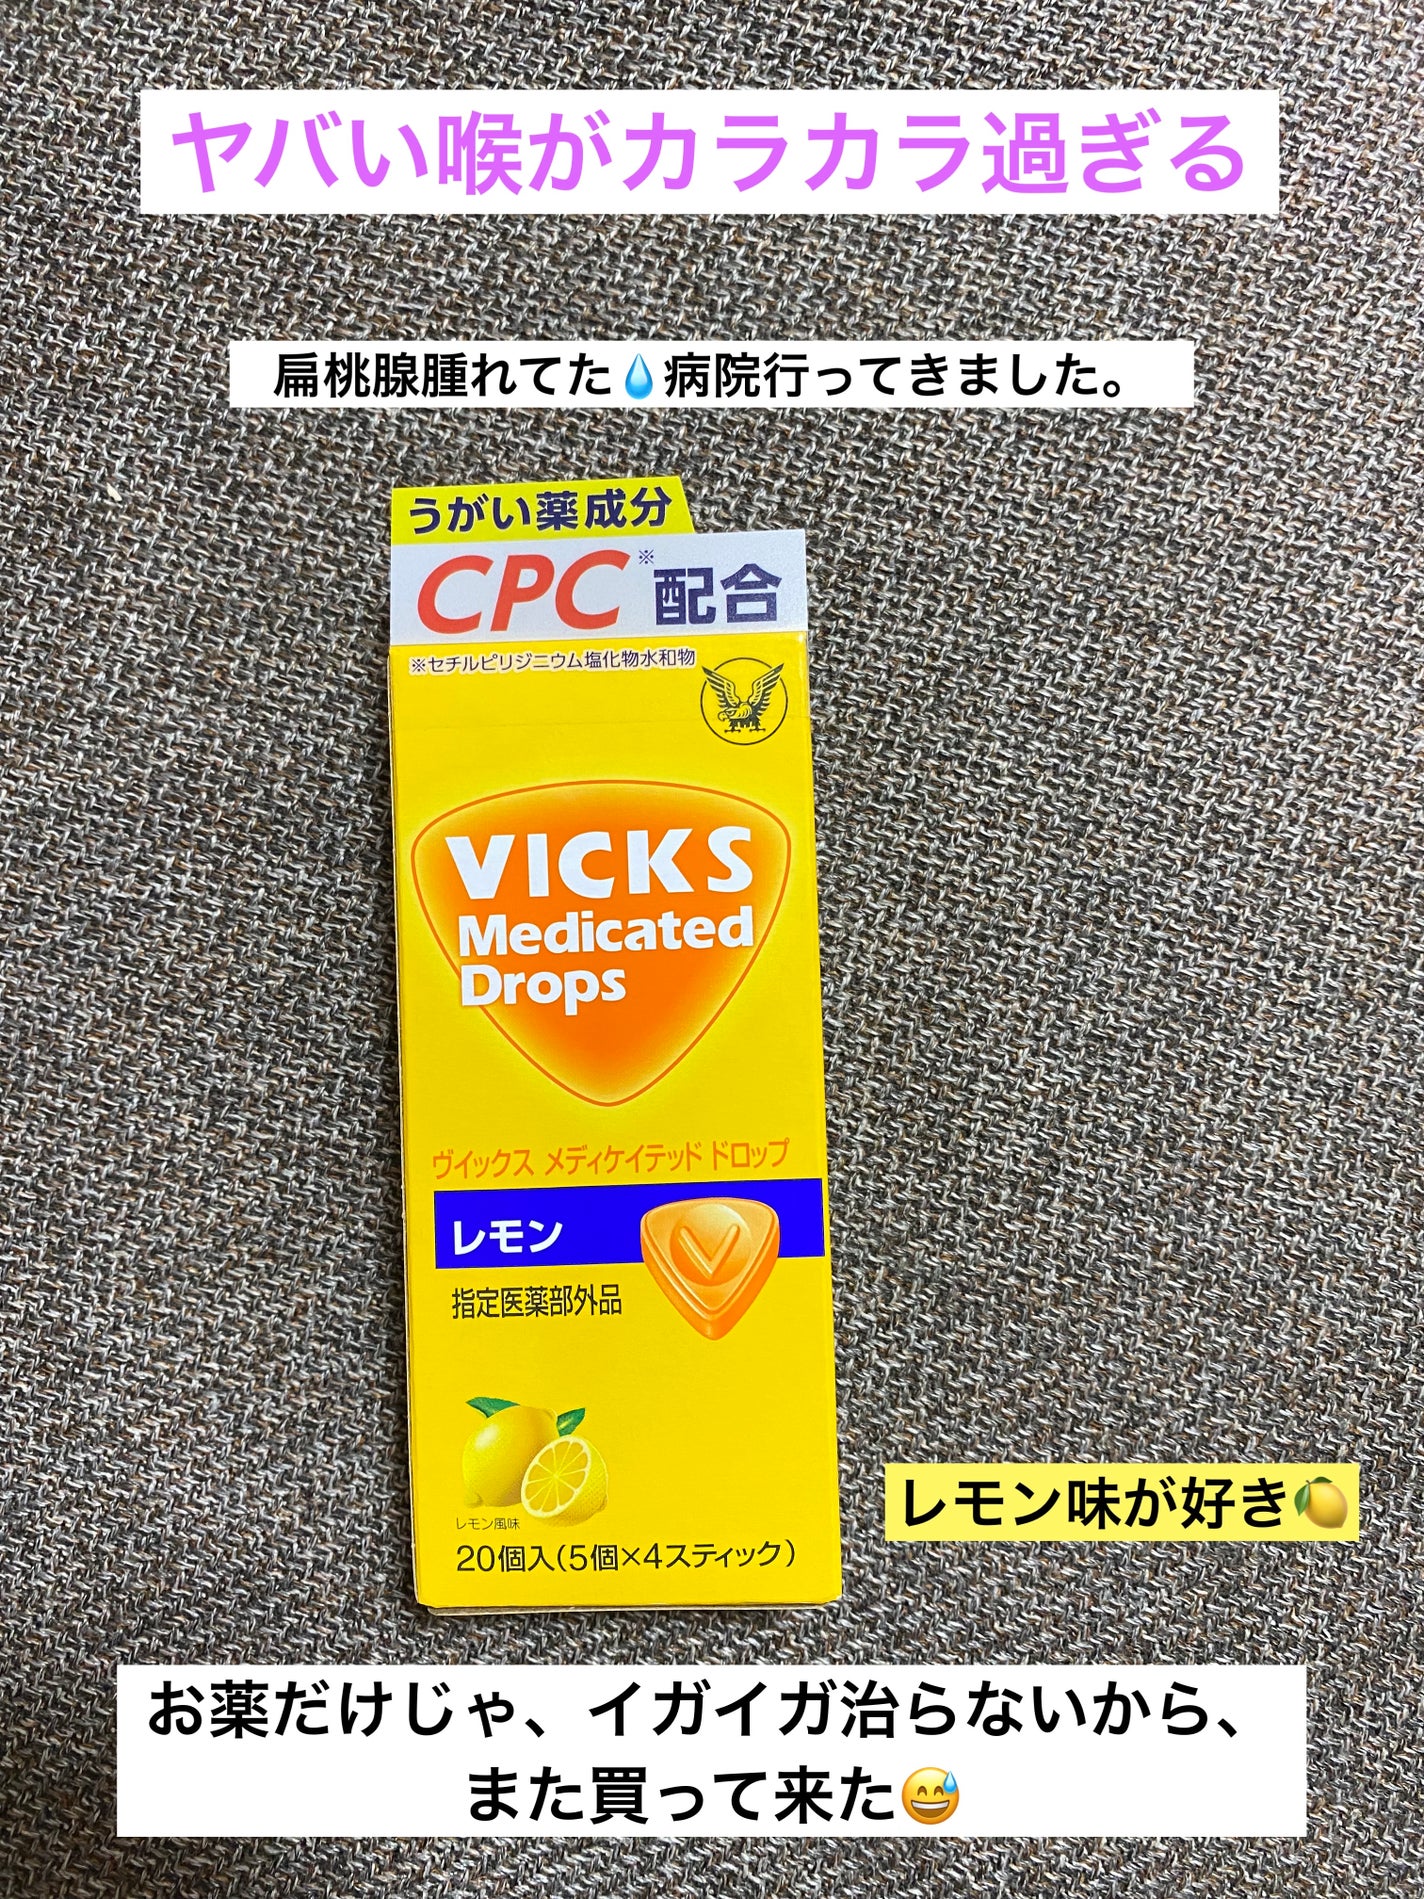 ヤバい喉がカラカラ過ぎる
扁桃腺腫れてた💧病院行ってきました。
うがい薬成分
CPC※配合
※セチルピリジニウム塩化物水和物
VICKS
Medicated
Drops
ヴイックス メディケイテッド ドロップ
レモン
V
指定医薬部外品
レモン味が好き🍋
レモン風味
20個入(5個×4スティック)
お薬だけじゃ、イガイガ治らないから、
また買って来た😅